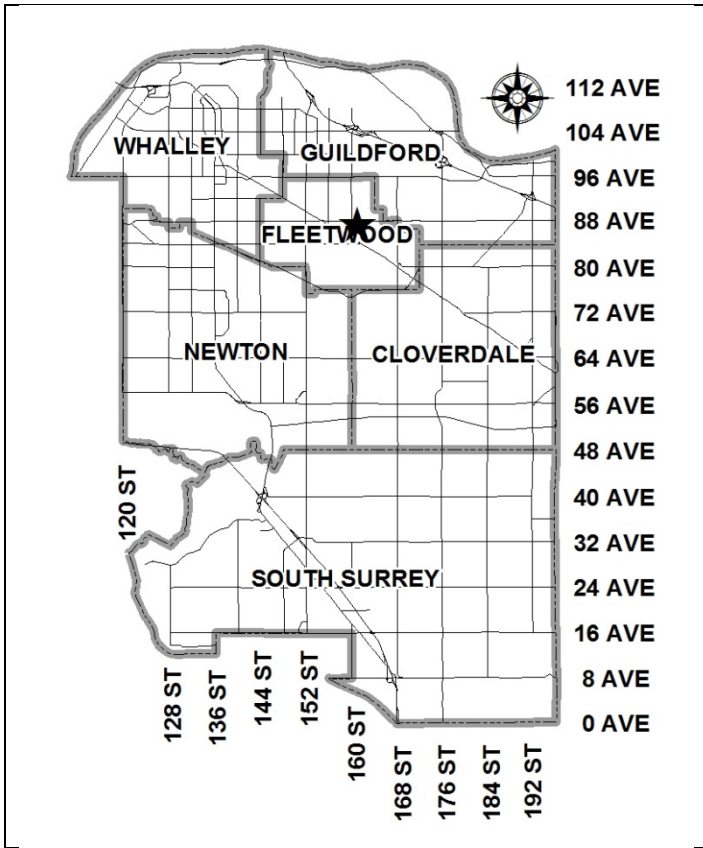 112 AVE
104 AVE
WHALLEY
GUILDFORD
96 AVE
88 AVE
FLEETWOOD
80 AVE
72 AVE
NEWTON
CLOVERDALE
64 AVE
56 AVE
48 AVE
120 ST
40 AVE
32 AVE
SOUTH SURREY
24 AVE
16 AVE
8 AVE
0 AVE
128 ST
136 ST
144 ST
152 ST
160 ST
168 ST
176 ST
184 ST
192 ST